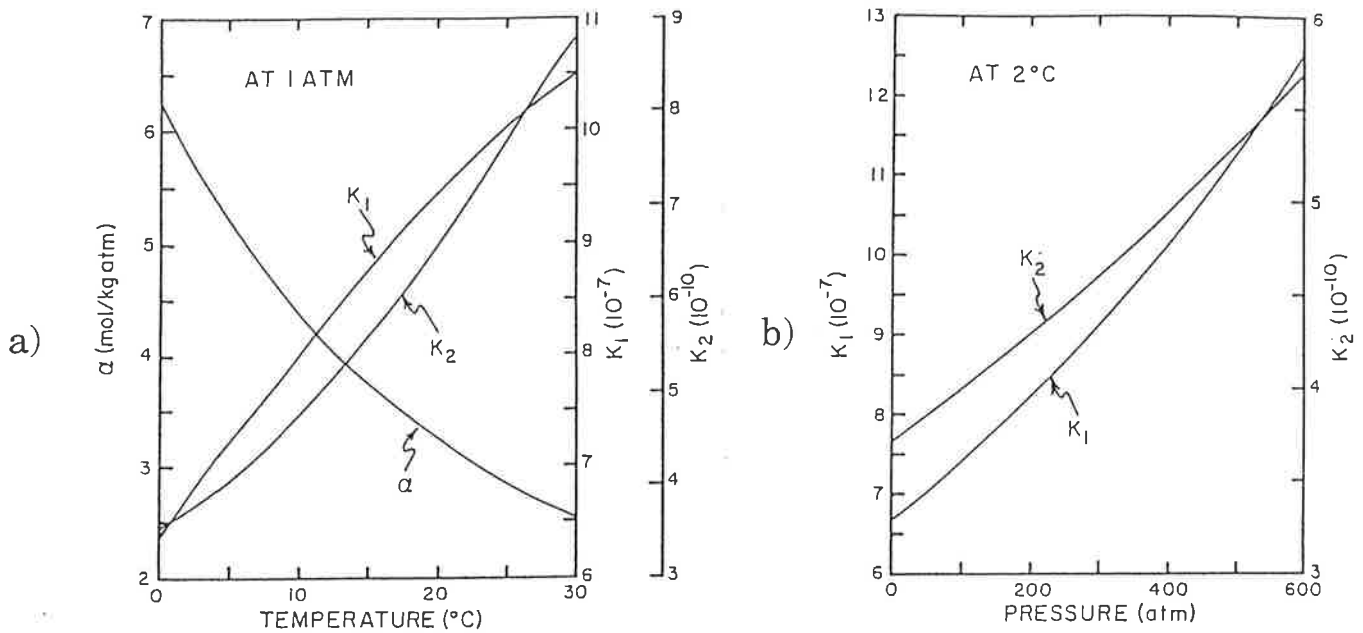 a)
AT 1 ATM
α (mol/kg atm)
7
6
5
4
3
2
0
10
15
20
30
TEMPERATURE (°C)
K₁
K₂
α
11
10
9
8
7
6
K₁ (10⁻⁷)
9
8
7
6
5
4
3
K₂ (10⁻¹⁰)
b)
AT 2°C
K₁ (10⁻⁷)
13
12
11
10
9
8
7
6
0
200
400
600
PRESSURE (atm)
K₂
K₁
6
5
4
3
K₂ (10⁻¹⁰)